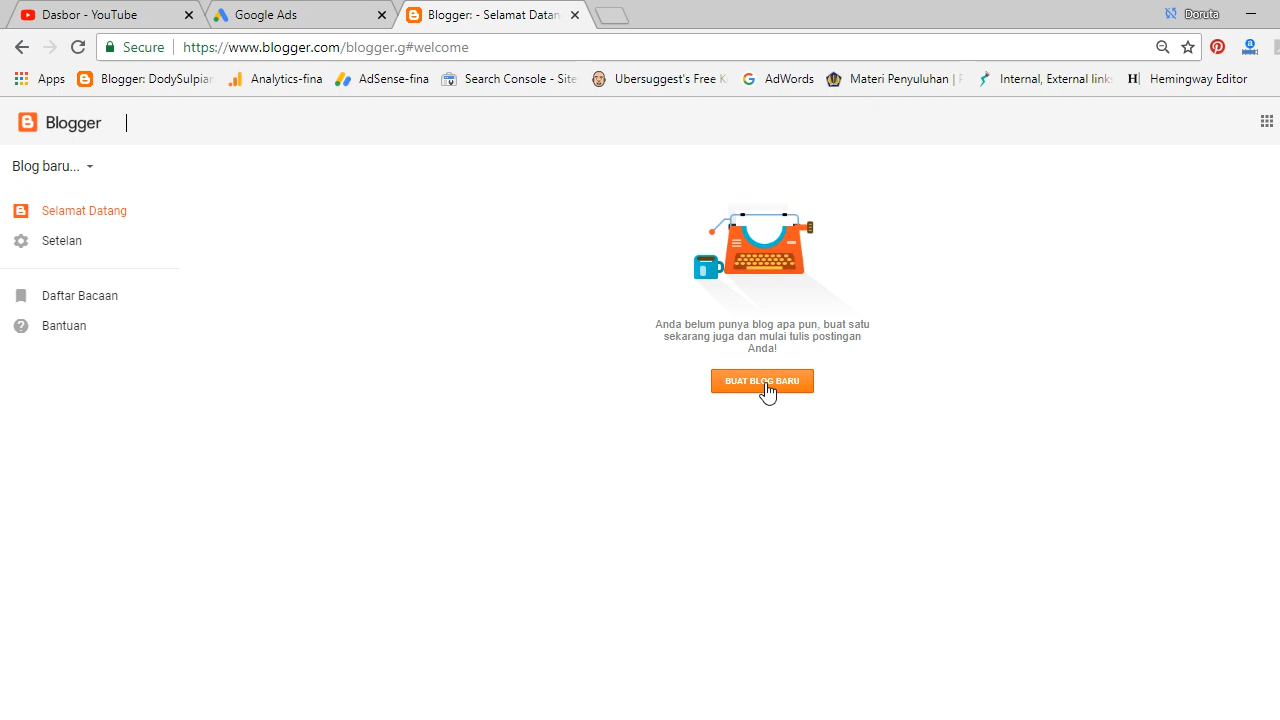 Dasbor - YouTube
Google Ads
Blogger: - Selamat Datan
Doruta
Secure
https://www.blogger.com/blogger.g#welcome
Apps
Blogger: DodySulpian
Analytics-fina
AdSense-fina
Search Console - Site
Ubersuggest's Free K
AdWords
Materi Penyuluhan |
Internal, External links
Hemingway Editor
Blogger
Blog baru...
Selamat Datang
Setelan
Daftar Bacaan
Bantuan
Anda belum punya blog apa pun, buat satu
sekarang juga dan mulai tulis postingan
Anda!
BUAT BLOG BARU